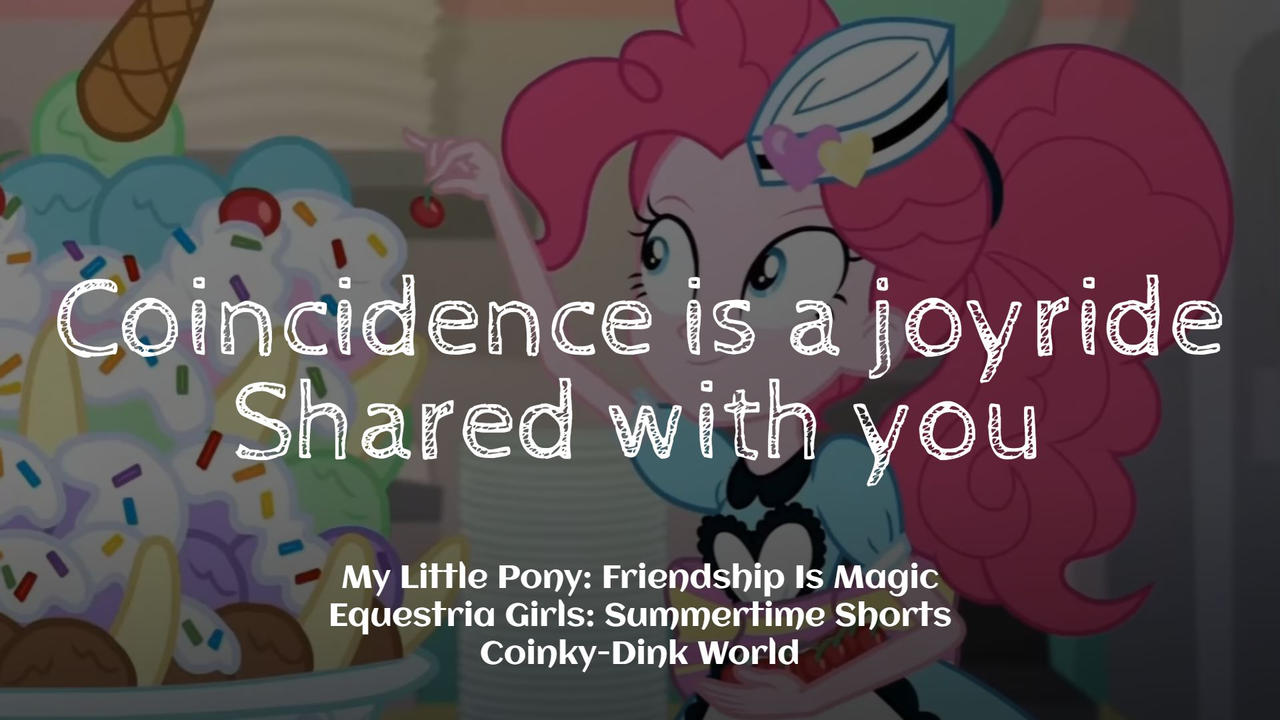 Coincidence is a joyride
Shared with you
My Little Pony: Friendship Is Magic
Equestria Girls: Summertime Shorts
Coinky-Dink World